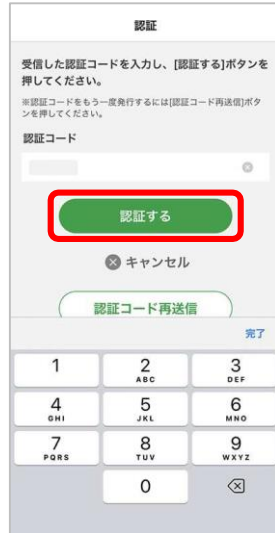 認証
受信した認証コードを入力し、[認証する]ボタンを
押してください。
※認証コードをもう一度発行するには[認証コード再送信]ボタ
ンを押してください。
認証コード
認証する
キャンセル
認証コード再送信
完了
1 2 3
ABC DEF
4 5 6
GHI JKL MNO
7 8 9
PQRS TUV WXYZ
0